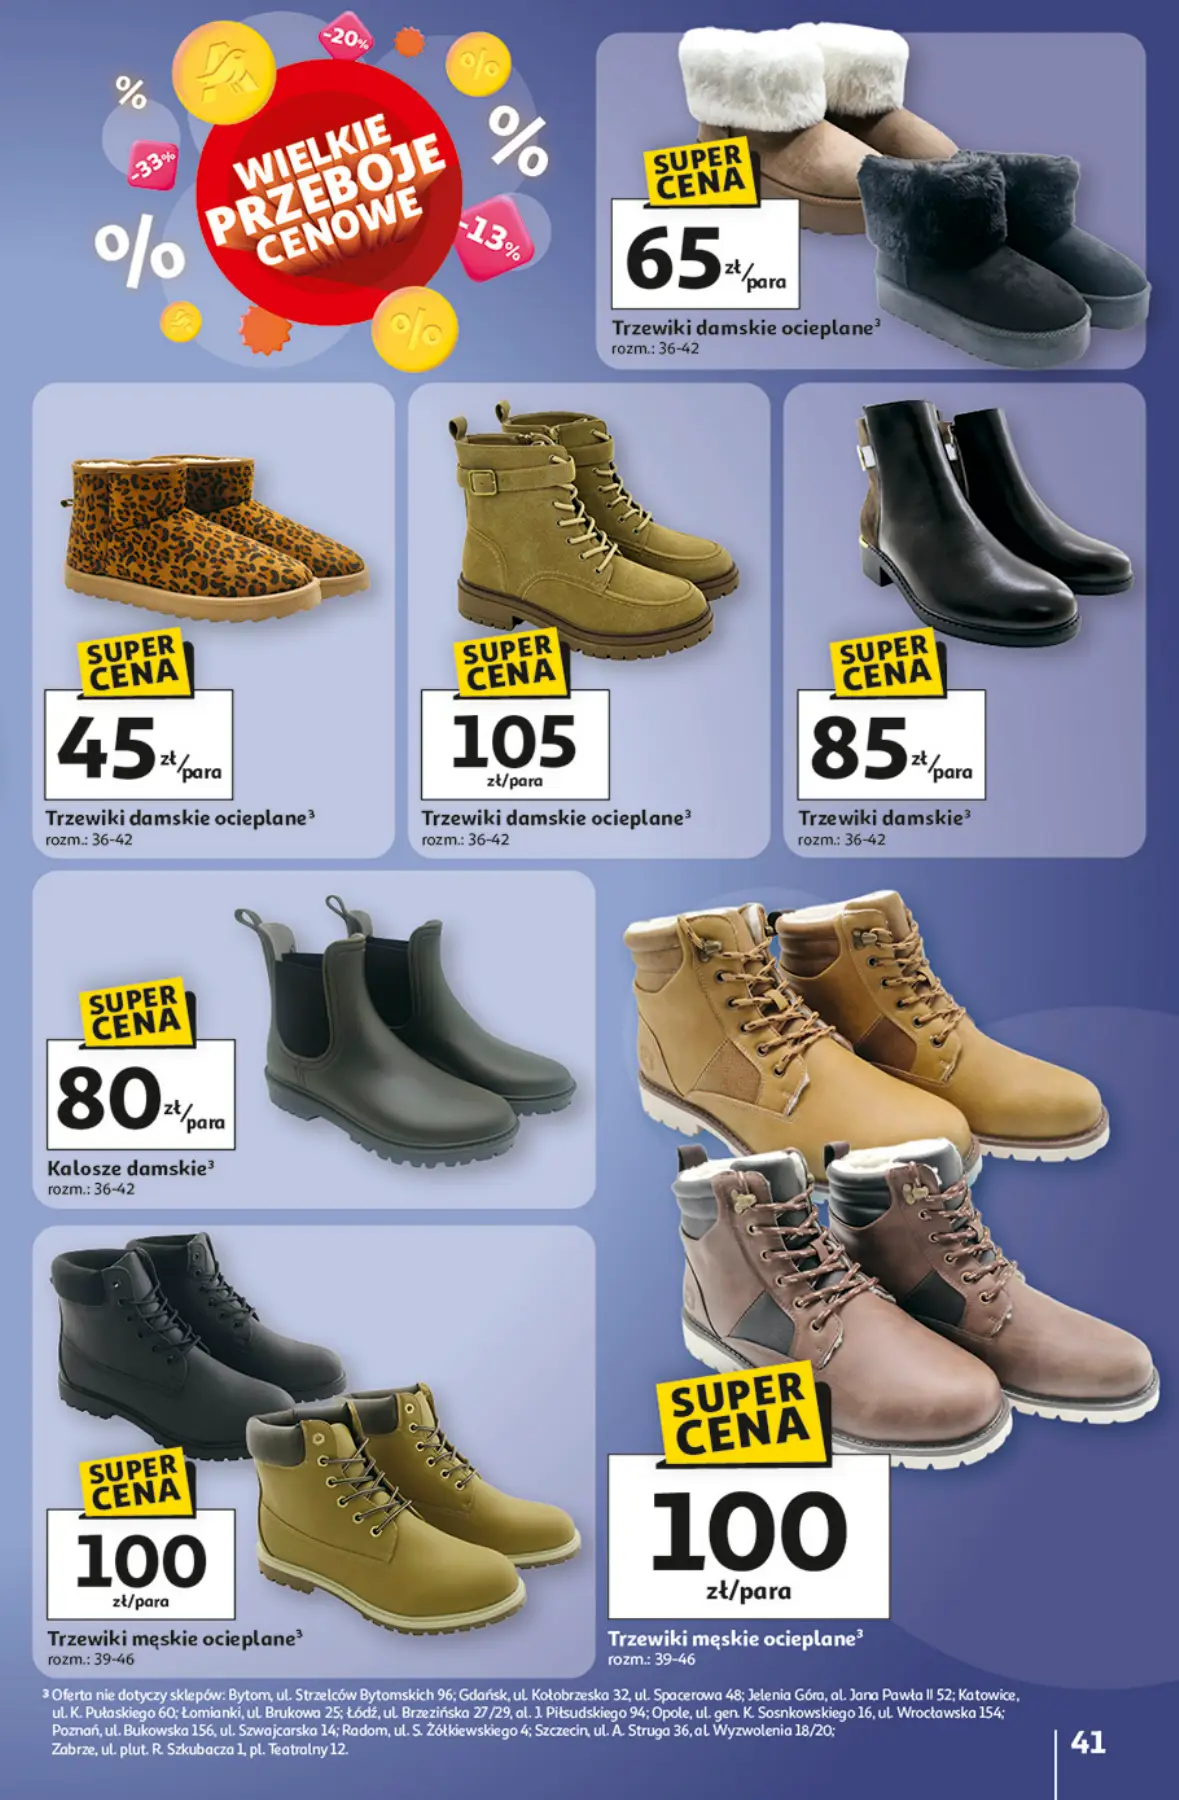 -20%
%
-33%
%
%
%
WIELKIE
PRZEBOJE
CENOWE
-13%
%
%
SUPER
CENA
65 zł/para
Trzewiki damskie ocieplane³
rozm.: 36-42
SUPER
CENA
45 zł/para
Trzewiki damskie ocieplane³
rozm.: 36-42
SUPER
CENA
105
zł/para
Trzewiki damskie ocieplane³
rozm.: 36-42
SUPER
CENA
85 zł/para
Trzewiki damskie³
rozm.: 36-42
SUPER
CENA
80 zł/para
Kalosze damskie³
rozm.: 36-42
SUPER
CENA
100
zł/para
Trzewiki męskie ocieplane³
rozm.: 39-46
SUPER
CENA
100
zł/para
Trzewiki męskie ocieplane³
rozm.: 39-46
³ Oferta nie dotyczy sklepów: Bytom, ul. Strzelców Bytomskich 96; Gdańsk, ul. Kołobrzeska 32, ul. Spacerowa 48; Jelenia Góra, al. Jana Pawła II 52; Katowice,
ul. K. Pułaskiego 60; Łomianki, ul. Brukowa 25; Łódź, ul. Brzezińska 27/29, al. J. Piłsudskiego 94; Opole, ul. gen. K. Sosnkowskiego 16, ul. Wrocławska 154;
Poznań, ul. Bukowska 156, ul. Szwajcarska 14; Radom, ul. S. Żółkiewskiego 4; Szczecin, ul. A. Struga 36, al. Wyzwolenia 18/20;
Zabrze, ul. plut. R. Szkubacza 1, pl. Teatralny 12.
41